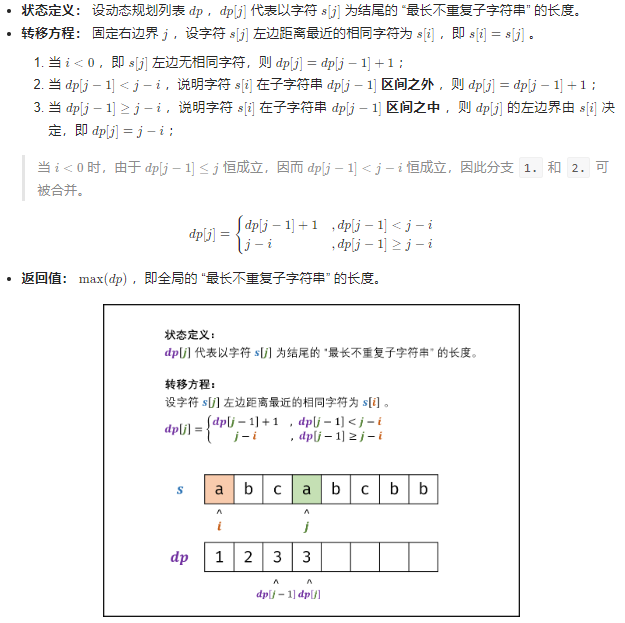 • 状态定义： 设动态规划列表 dp ，dp[j] 代表以字符 s[j] 为结尾的 “最长不重复子字符串” 的长度。
• 转移方程： 固定右边界 j ，设字符 s[j] 左边距离最近的相同字符为 s[i] ，即 s[i] = s[j] 。
1. 当 i < 0 ，即 s[j] 左边无相同字符，则 dp[j] = dp[j − 1] + 1 ；
2. 当 dp[j − 1] < j − i ，说明字符 s[i] 在子字符串 dp[j − 1] 区间之外 ，则 dp[j] = dp[j − 1] + 1 ；
3. 当 dp[j − 1] ≥ j − i ，说明字符 s[i] 在子字符串 dp[j − 1] 区间之中 ，则 dp[j] 的左边界由 s[i] 决
定，即 dp[j] = j − i ；
当 i < 0 时，由于 dp[j − 1] ≤ j 恒成立，因而 dp[j − 1] < j − i 恒成立，因此分支 1. 和 2. 可
被合并。
dp[j] = { dp[j − 1] + 1 , dp[j − 1] < j − i
j − i , dp[j − 1] ≥ j − i
• 返回值： max(dp) ，即全局的 “最长不重复子字符串” 的长度。
状态定义：
dp[j] 代表以字符 s[j] 为结尾的 “最长不重复子字符串” 的长度。
转移方程：
设字符 s[j] 左边距离最近的相同字符为 s[i] 。
dp[j] = { dp[j − 1] + 1 , dp[j − 1] < j − i
j − i , dp[j − 1] ≥ j − i
s a b c a b c b b
^ ^
i j
dp 1 2 3 3
^ ^
dp[j − 1] dp[j]